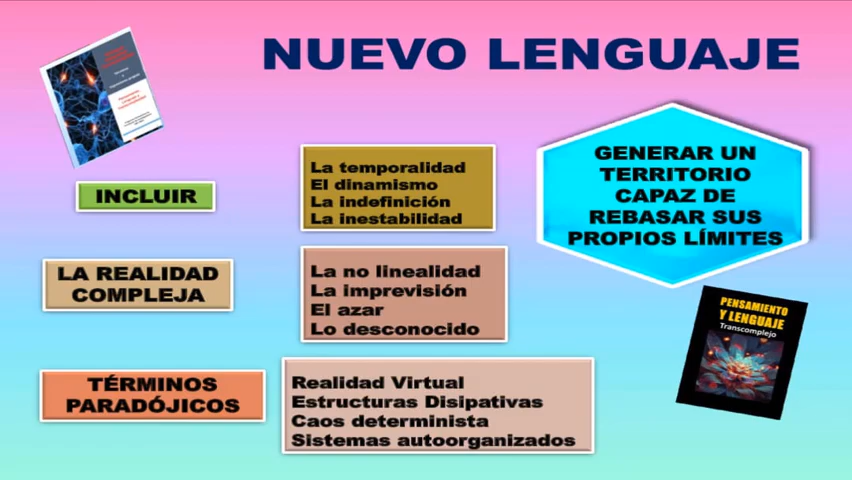 NUEVO LENGUAJE
INCLUIR
La temporalidad
El dinamismo
La indefinición
La inestabilidad
GENERAR UN
TERRITORIO
CAPAZ DE
REBASAR SUS
PROPIOS LÍMITES
LA REALIDAD
COMPLEJA
La no linealidad
La imprevisión
El azar
Lo desconocido
TÉRMINOS
PARADÓJICOS
Realidad Virtual
Estructuras Disipativas
Caos determinista
Sistemas autoorganizados
PENSAMIENTO
Y LENGUAJE
Transcomplejo